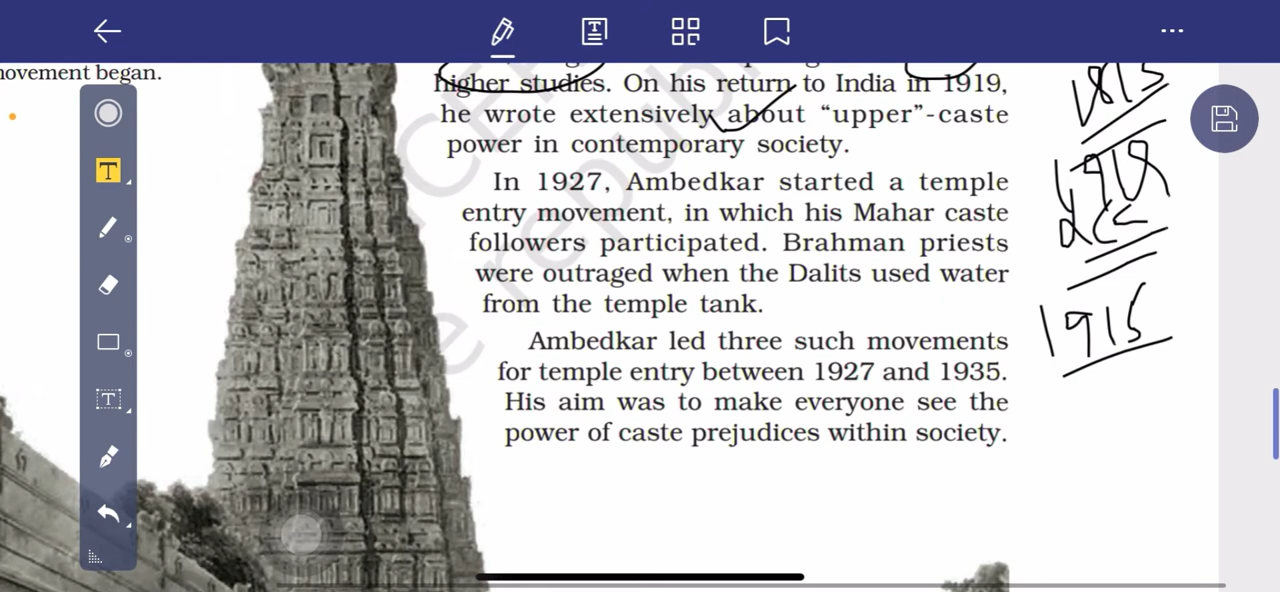 movement began.
higher studies. On his return to India in 1919,
he wrote extensively about “upper”-caste
power in contemporary society.
In 1927, Ambedkar started a temple
entry movement, in which his Mahar caste
followers participated. Brahman priests
were outraged when the Dalits used water
from the temple tank.
Ambedkar led three such movements
for temple entry between 1927 and 1935.
His aim was to make everyone see the
power of caste prejudices within society.
1813
1915